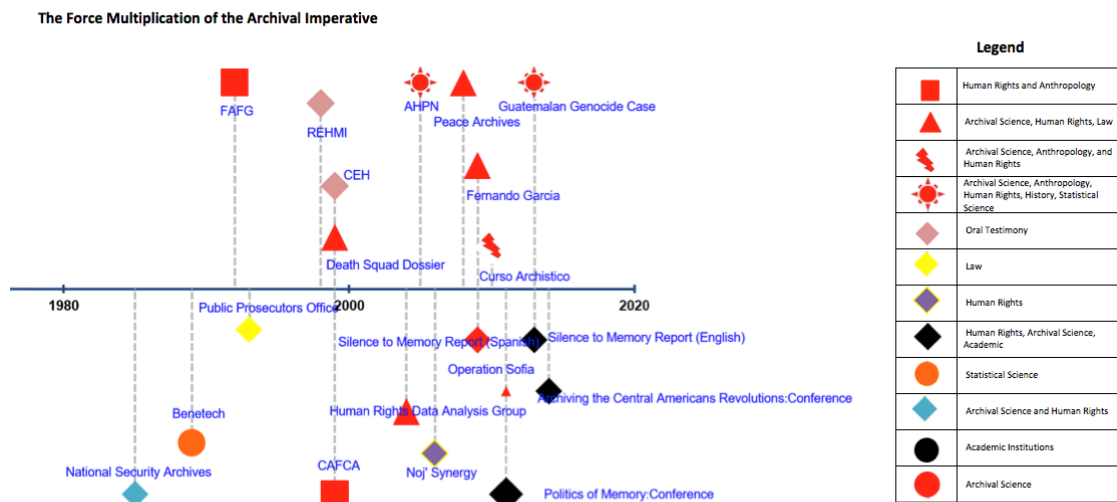 The Force Multiplication of the Archival Imperative
Legend
FAFG
REHMI
AHPN
Peace Archives
Guatemalan Genocide Case
CEH
Fernando Garcia
Death Squad Dossier
Curso Archistico
1980
2000
2020
Public Prosecutors Office
Silence to Memory Report (Spanish)
Silence to Memory Report (English)
Operation Sofia
Archiving the Central Americans Revolutions:Conference
Benetech
Human Rights Data Analysis Group
National Security Archives
CAFCA
Noj' Synergy
Politics of Memory:Conference
Human Rights and Anthropology
Archival Science, Human Rights, Law
Archival Science, Anthropology, and
Human Rights
Archival Science, Anthropology,
Human Rights, History, Statistical
Science
Oral Testimony
Law
Human Rights
Human Rights, Archival Science,
Academic
Statistical Science
Archival Science and Human Rights
Academic Institutions
Archival Science